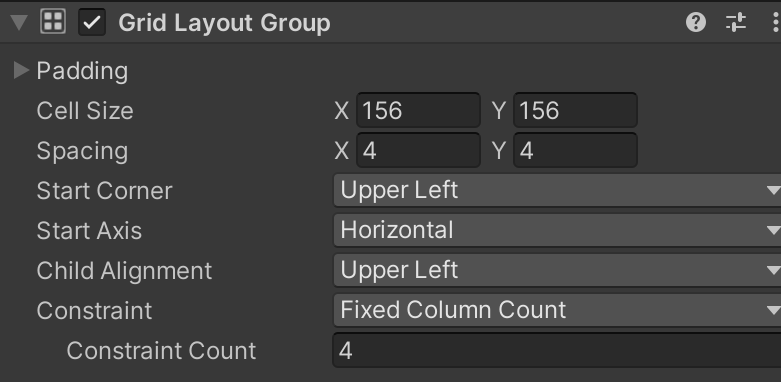 Grid Layout Group
Padding
Cell Size X 156 Y 156
Spacing X 4 Y 4
Start Corner Upper Left
Start Axis Horizontal
Child Alignment Upper Left
Constraint Fixed Column Count
Constraint Count 4